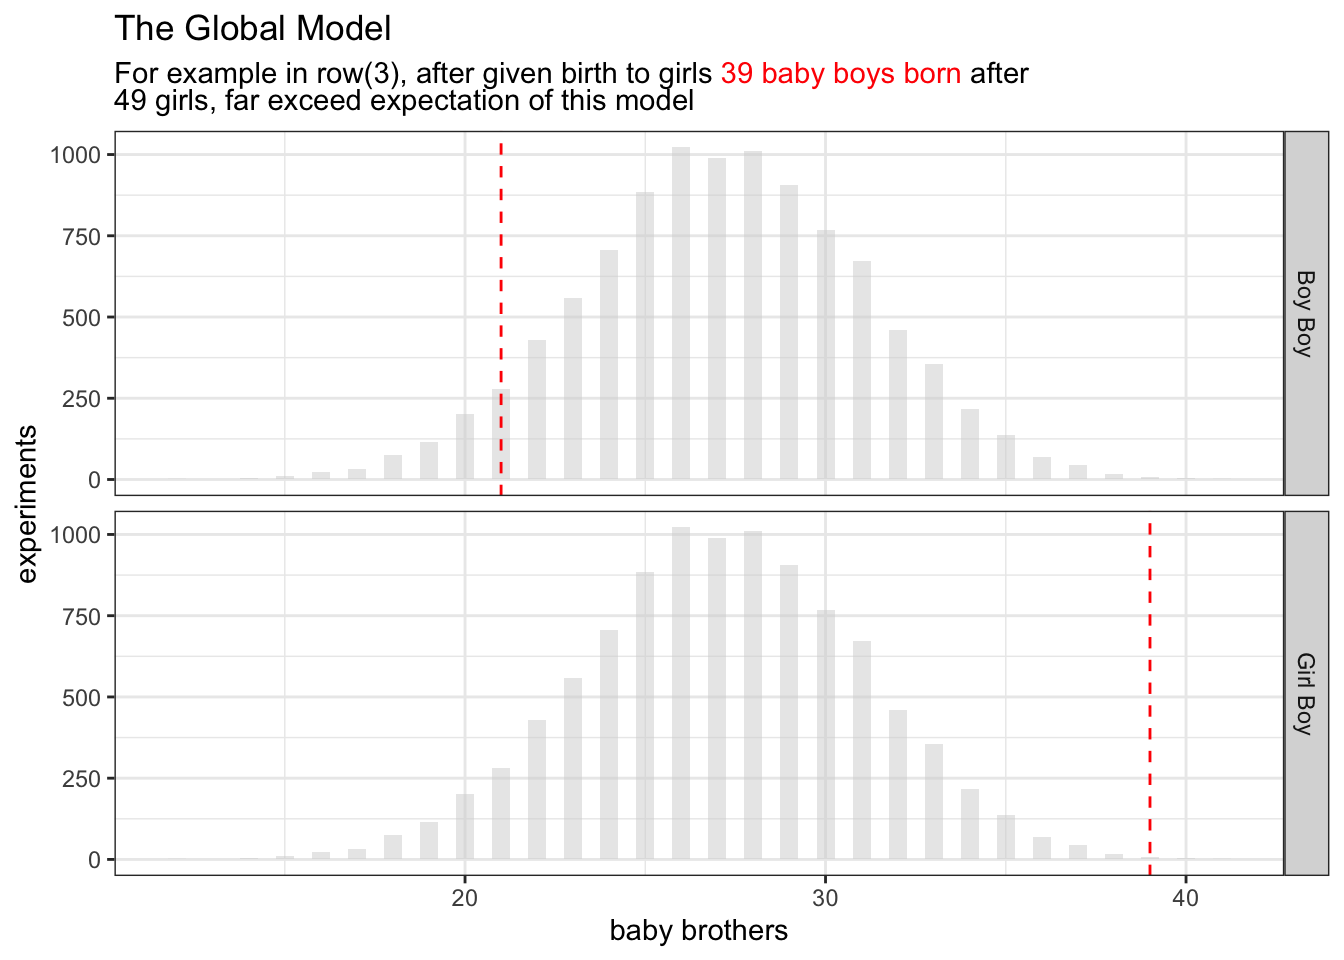 The Global Model
For example in row(3), after given birth to girls 39 baby boys born after
49 girls, far exceed expectation of this model
1000
750
500
250
0
Boy Boy
experiments
1000
750
500
250
0
Girl Boy
20 30 40
baby brothers